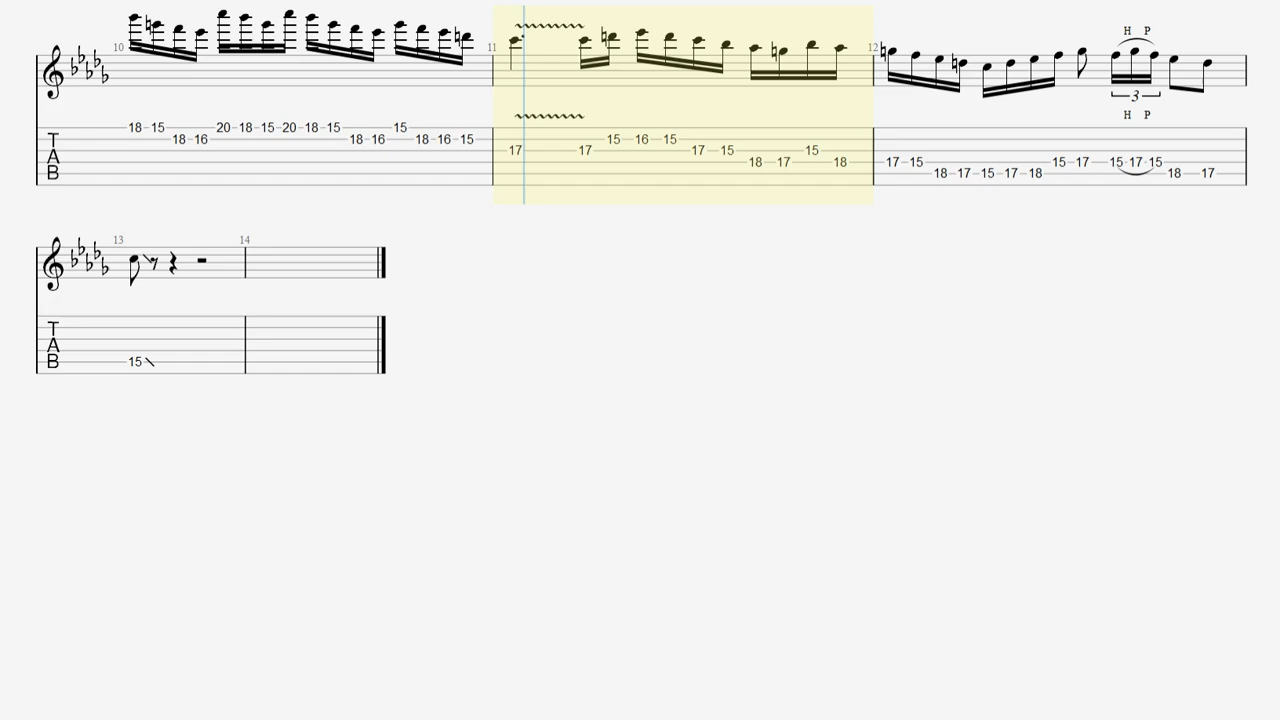 10 11 12
H P
3
H P
18 15 20 18 15 20 18 15 15
T 18 16 18 16 18 16 15 15 16 15
A 17 17 17 15 15
18 17 18 17 15 15 17 15 17 15
B 18 17 15 17 18 18 17
13 14
T
A
B 15